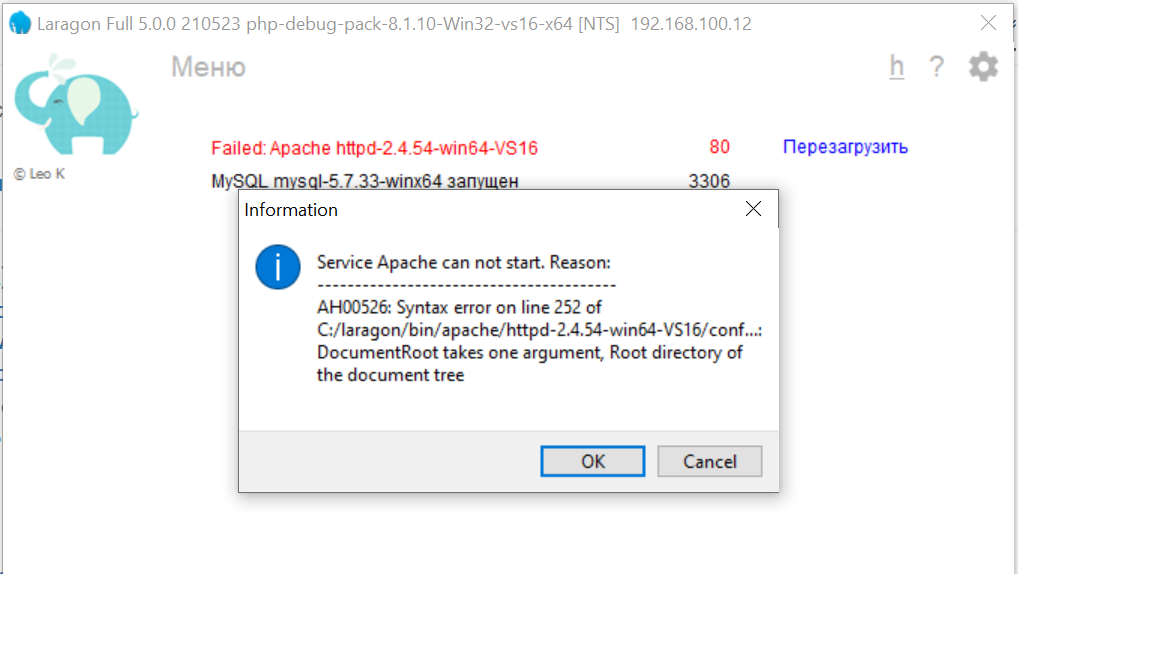 Laragon Full 5.0.0 210523 php-debug-pack-8.1.10-Win32-vs16-x64 [NTS]  192.168.100.12
Меню
h ?
Failed: Apache httpd-2.4.54-win64-VS16 80 Перезагрузить
© Leo K
MySQL mysql-5.7.33-winx64 запущен 3306
Information
Service Apache can not start. Reason:
----------------------------------------
AH00526: Syntax error on line 252 of
C:/laragon/bin/apache/httpd-2.4.54-win64-VS16/conf...:
DocumentRoot takes one argument, Root directory of
the document tree
OK Cancel